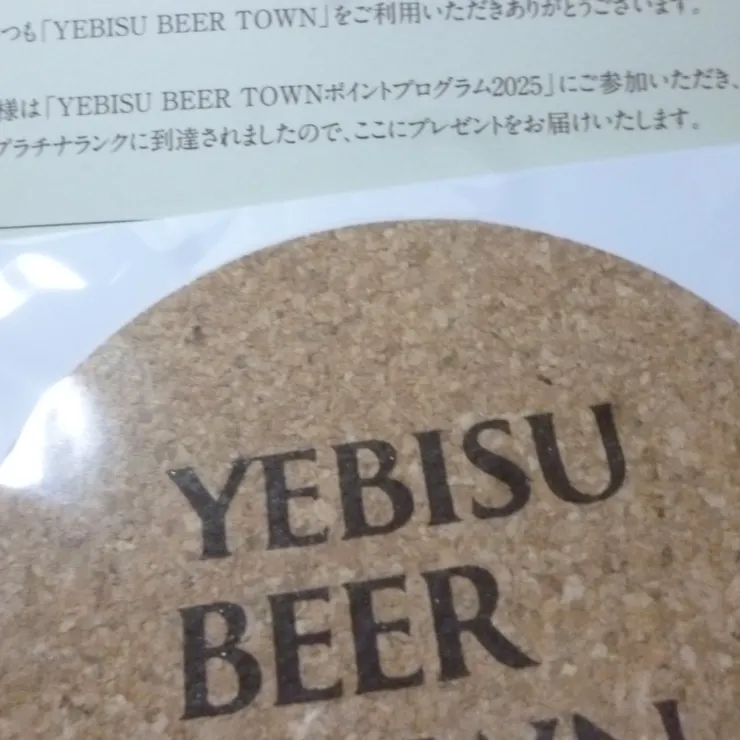 つも「YEBISU BEER TOWN」をご利用いただきありがとうございます。
様は「YEBISU BEER TOWNポイントプログラム2025」にご参加いただき、
プラチナランクに到達されましたので、ここにプレゼントをお届けいたします。
YEBISU
BEER
TOWN